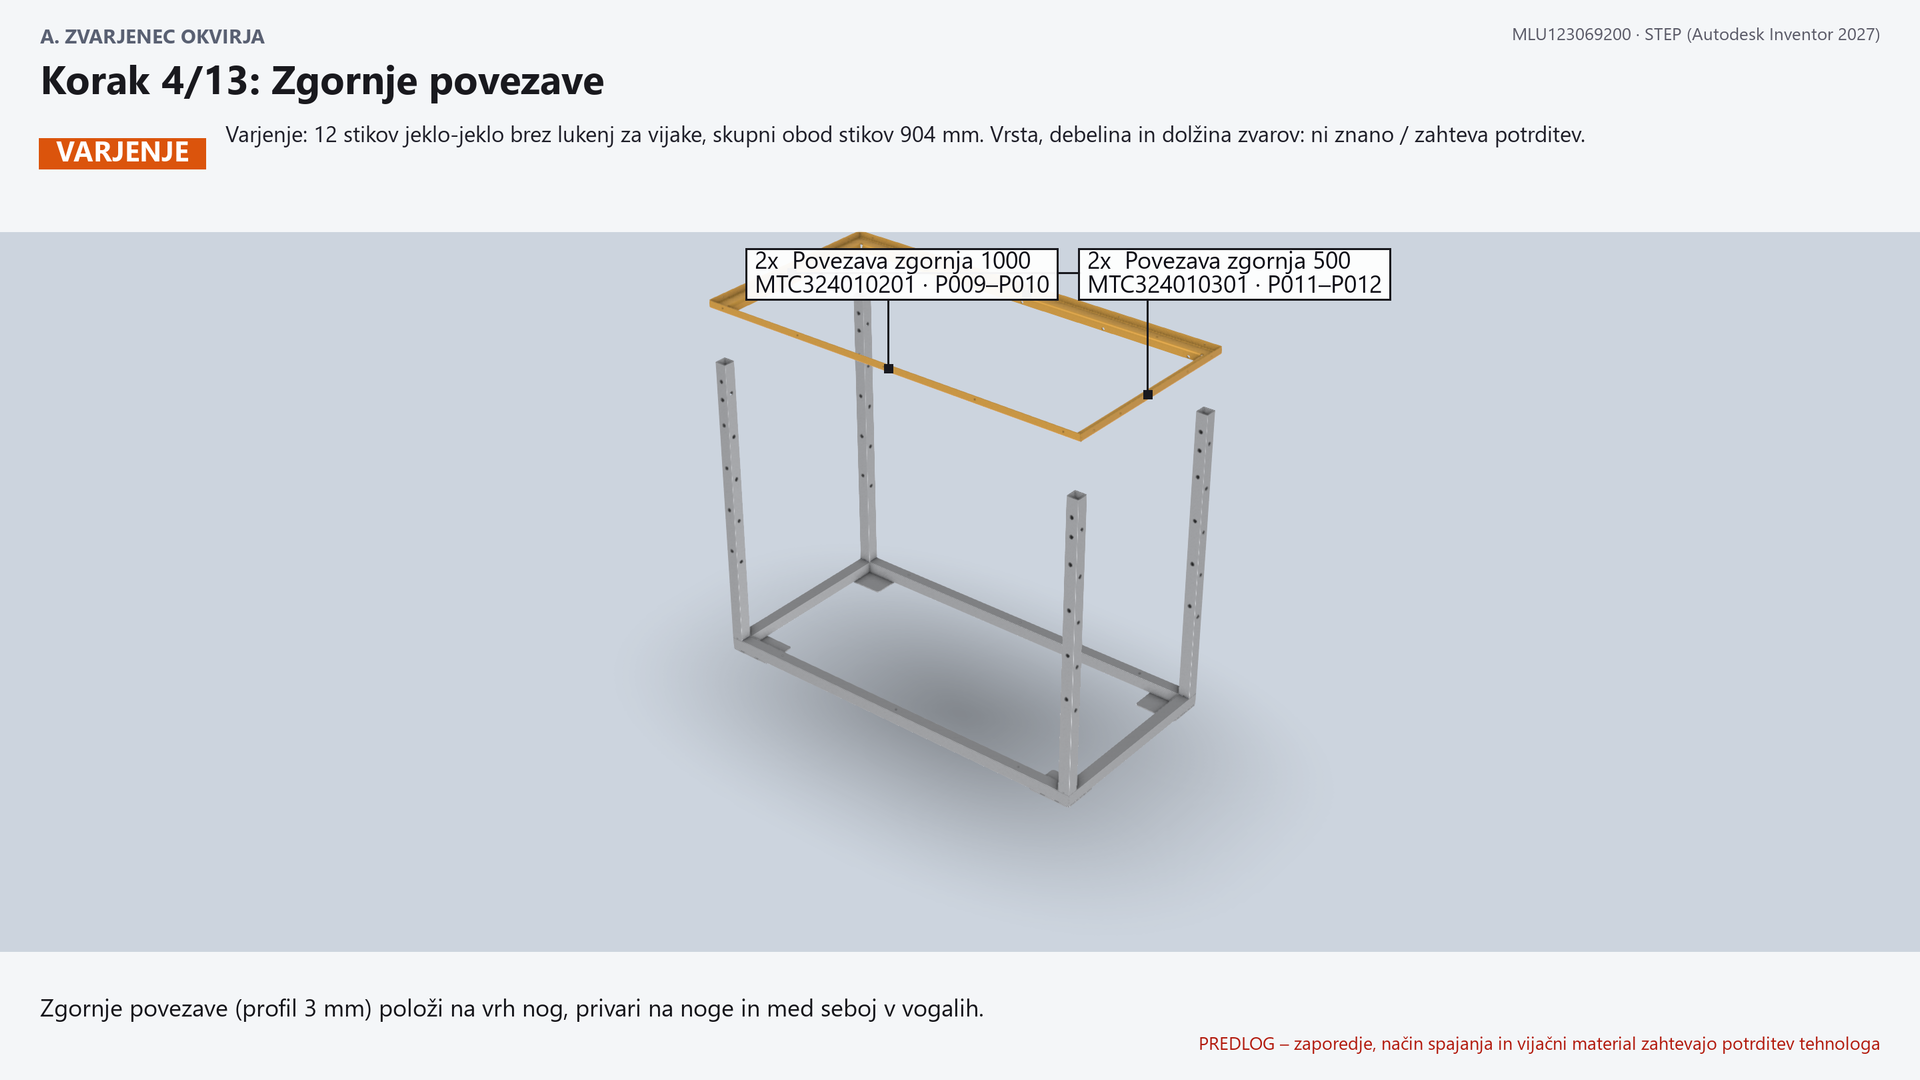 A. ZVARJENEC OKVIRJA
MLU123069200 · STEP (Autodesk Inventor 2027)
Korak 4/13: Zgornje povezave
VARJENJE
Varjenje: 12 stikov jeklo-jeklo brez lukenj za vijake, skupni obod stikov 904 mm. Vrsta, debelina in dolžina zvarov: ni znano / zahteva potrditev.
2x Povezava zgornja 1000
MTC324010201 · P009–P010
2x Povezava zgornja 500
MTC324010301 · P011–P012
Zgornje povezave (profil 3 mm) položi na vrh nog, privari na noge in med seboj v vogalih.
PREDLOG – zaporedje, način spajanja in vijačni material zahtevajo potrditev tehnologa